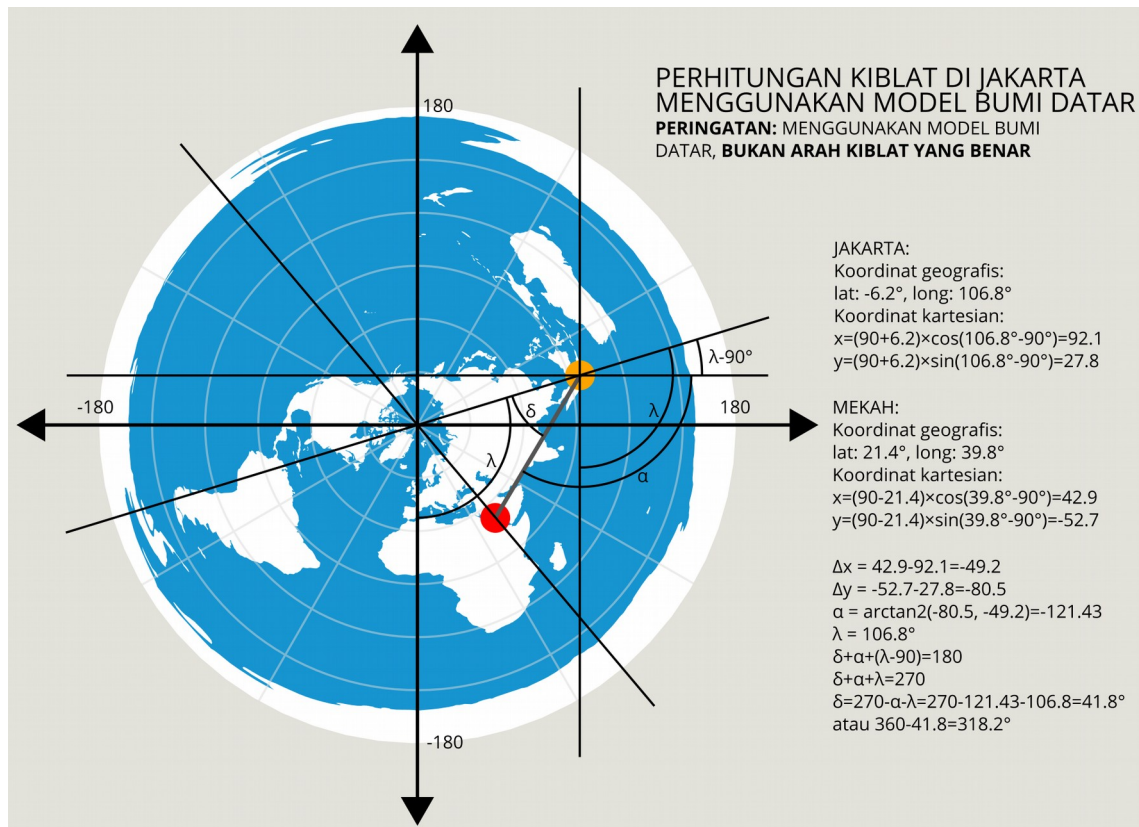 PERHITUNGAN KIBLAT DI JAKARTA
MENGGUNAKAN MODEL BUMI DATAR
PERINGATAN: MENGGUNAKAN MODEL BUMI
DATAR, BUKAN ARAH KIBLAT YANG BENAR
180
-180
180
-180
λ-90°
δ
λ
λ
α
JAKARTA:
Koordinat geografis:
lat: -6.2°, long: 106.8°
Koordinat kartesian:
x=(90+6.2)×cos(106.8°-90°)=92.1
y=(90+6.2)×sin(106.8°-90°)=27.8
MEKAH:
Koordinat geografis:
lat: 21.4°, long: 39.8°
Koordinat kartesian:
x=(90-21.4)×cos(39.8°-90°)=42.9
y=(90-21.4)×sin(39.8°-90°)=-52.7
Δx = 42.9-92.1=-49.2
Δy = -52.7-27.8=-80.5
α = arctan2(-80.5, -49.2)=-121.43
λ = 106.8°
δ+α+(λ-90)=180
δ+α+λ=270
δ=270-α-λ=270-121.43-106.8=41.8°
atau 360-41.8=318.2°